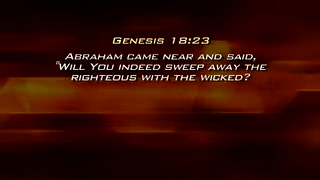 Genesis 18:23
Abraham came near and said,
"Will You indeed sweep away the
righteous with the wicked?